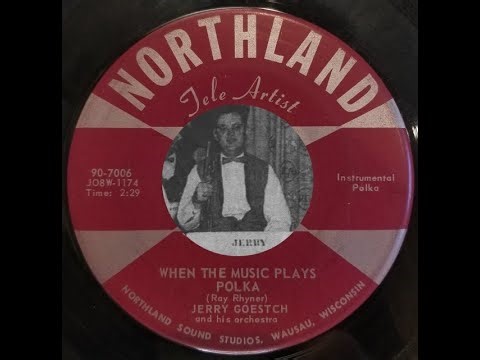 NORTHLAND
Tele Artist
90-7006
JOBW-1174
Time: 2:29
Instrumental
Polka
JERRY
WHEN THE MUSIC PLAYS
POLKA
(Ray Rhyner)
JERRY GOESTCH
and his orchestra
NORTHLAND SOUND STUDIOS, WAUSAU, WISCONSIN